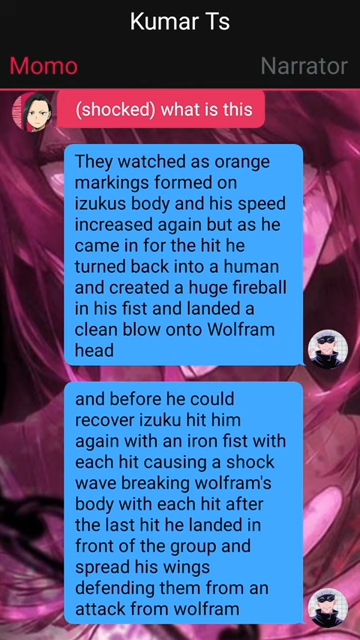 Kumar Ts
Momo
Narrator
(shocked) what is this
They watched as orange
markings formed on
izukus body and his speed
increased again but as he
came in for the hit he
turned back into a human
and created a huge fireball
in his fist and landed a
clean blow onto Wolfram
head
and before he could
recover izuku hit him
again with an iron fist with
each hit causing a shock
wave breaking wolfram's
body with each hit after
the last hit he landed in
front of the group and
spread his wings
defending them from an
attack from wolfram